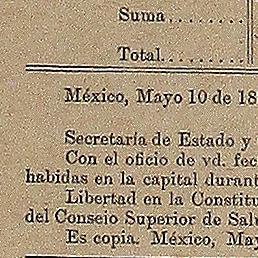 Suma........
Total.........
México, Mayo 10 de 18
Secretaría de Estado y
Con el oficio de vd. fec
habidas en la capital durant
Libertad en la Constitu
del Consejo Superior de Salu
Es copia. México, May